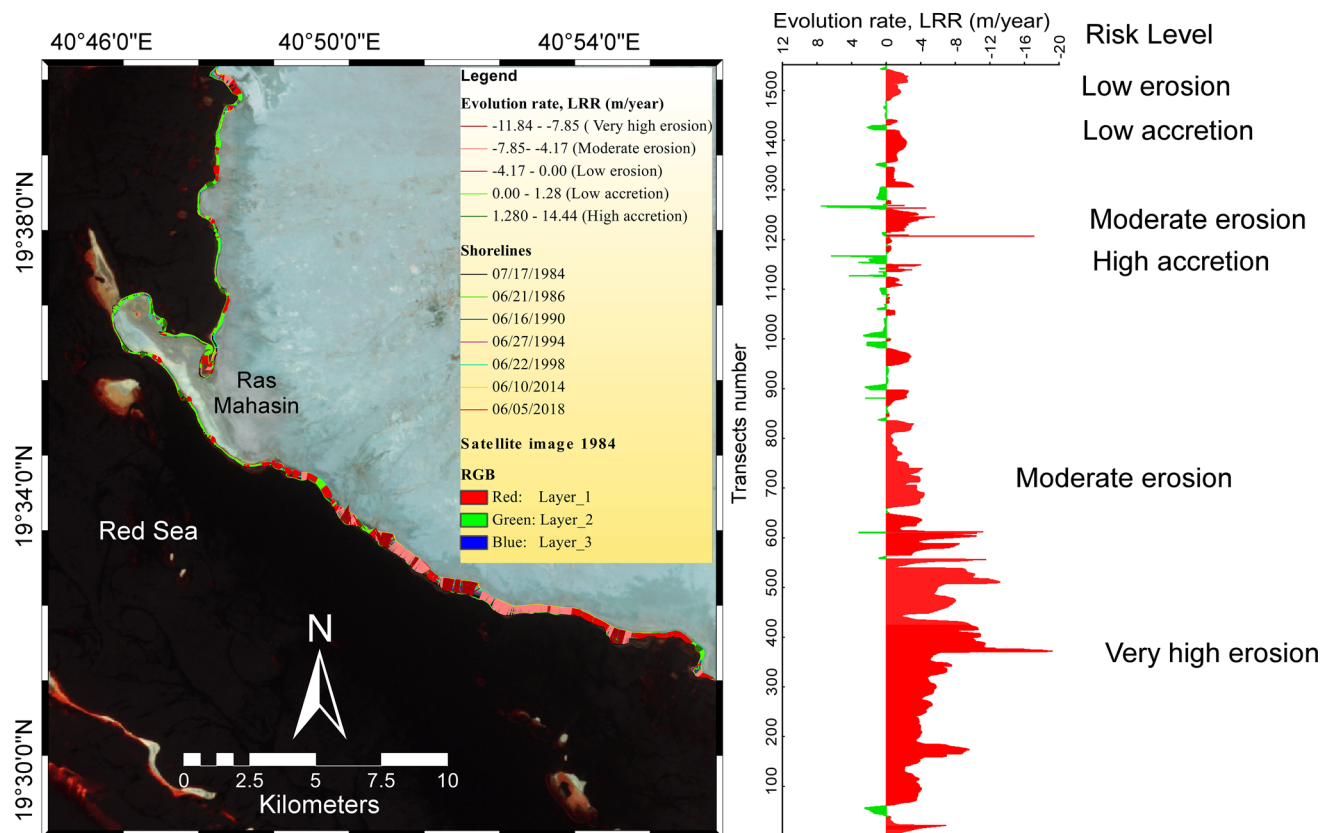 40°46'0"E
40°50'0"E
40°54'0"E
19°38'0"N
19°34'0"N
19°30'0"N
Legend
Evolution rate, LRR (m/year)
-11.84 - -7.85 ( Very high erosion)
-7.85- -4.17 (Moderate erosion)
-4.17 - 0.00 (Low erosion)
0.00 - 1.28 (Low accretion)
1.280 - 14.44 (High accretion)
Shorelines
07/17/1984
06/21/1986
06/16/1990
06/27/1994
06/22/1998
06/10/2014
06/05/2018
Satellite image 1984
RGB
Red: Layer_1
Green: Layer_2
Blue: Layer_3
Ras
Mahasin
Red Sea
N
0 2.5 5 7.5 10
Kilometers
Evolution rate, LRR (m/year)
12 8 4 0 -4 -8 -12 -16 -20
Transects number
1500
1400
1300
1200
1100
1000
900
800
700
600
500
400
300
200
100
Risk Level
Low erosion
Low accretion
Moderate erosion
High accretion
Moderate erosion
Very high erosion